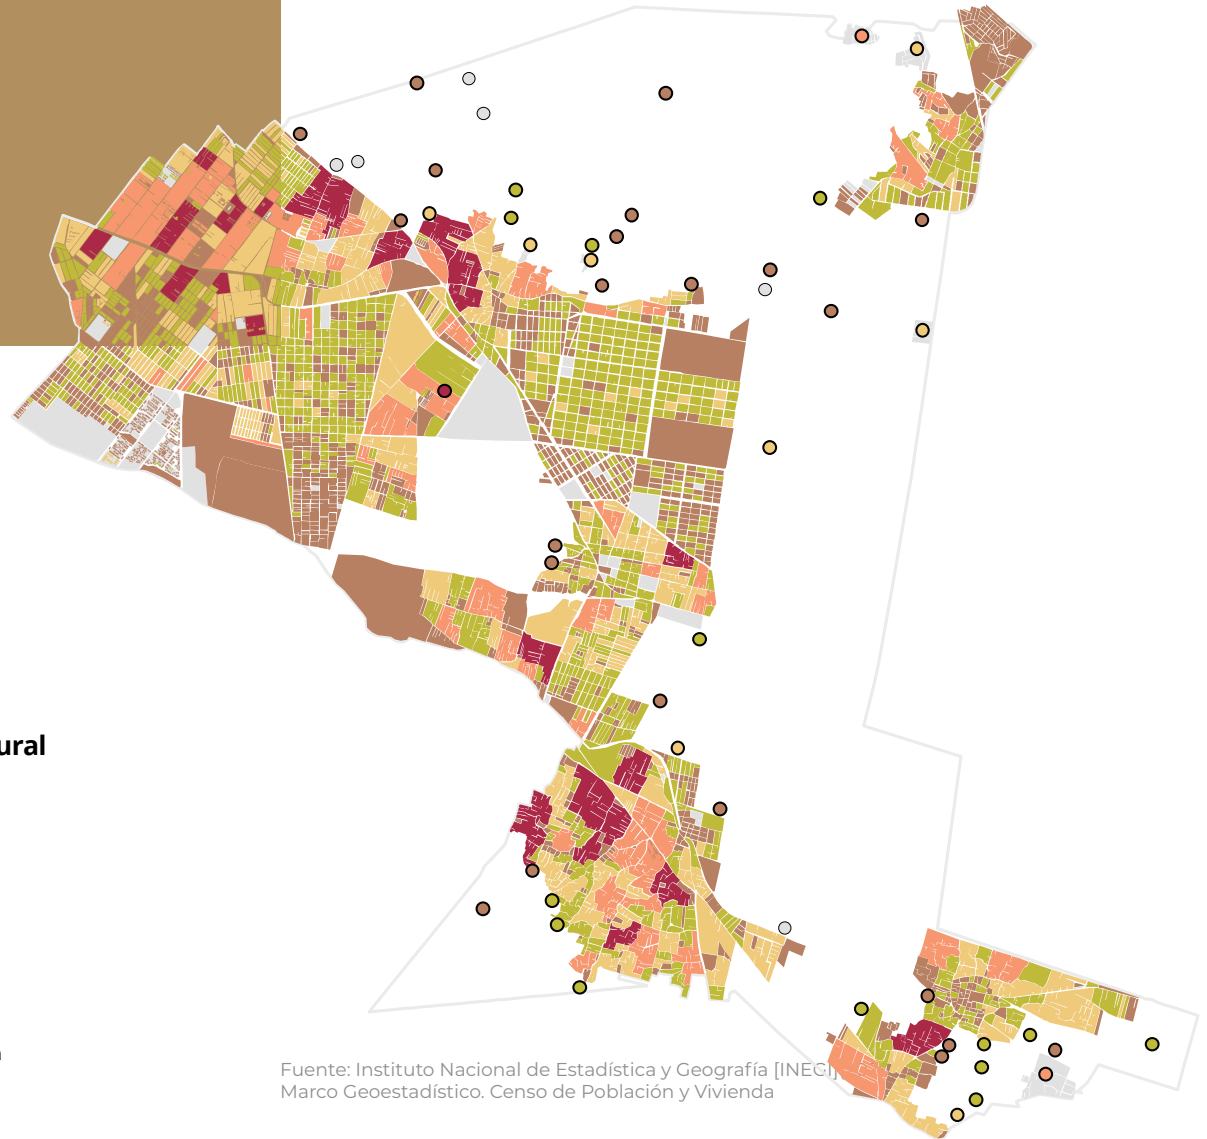 ural
Fuente: Instituto Nacional de Estadística y Geografía [INEGI]
Marco Geoestadístico. Censo de Población y Vivienda